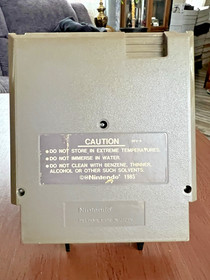 CAUTION
●DO NOT STORE IN EXTREME TEMPERATURES.
●DO NOT IMMERSE IN WATER.
●DO NOT CLEAN WITH BENZENE, THINNER,
ALCOHOL OR OTHER SUCH SOLVENTS.
©Nintendo® 1985
Nintendo®